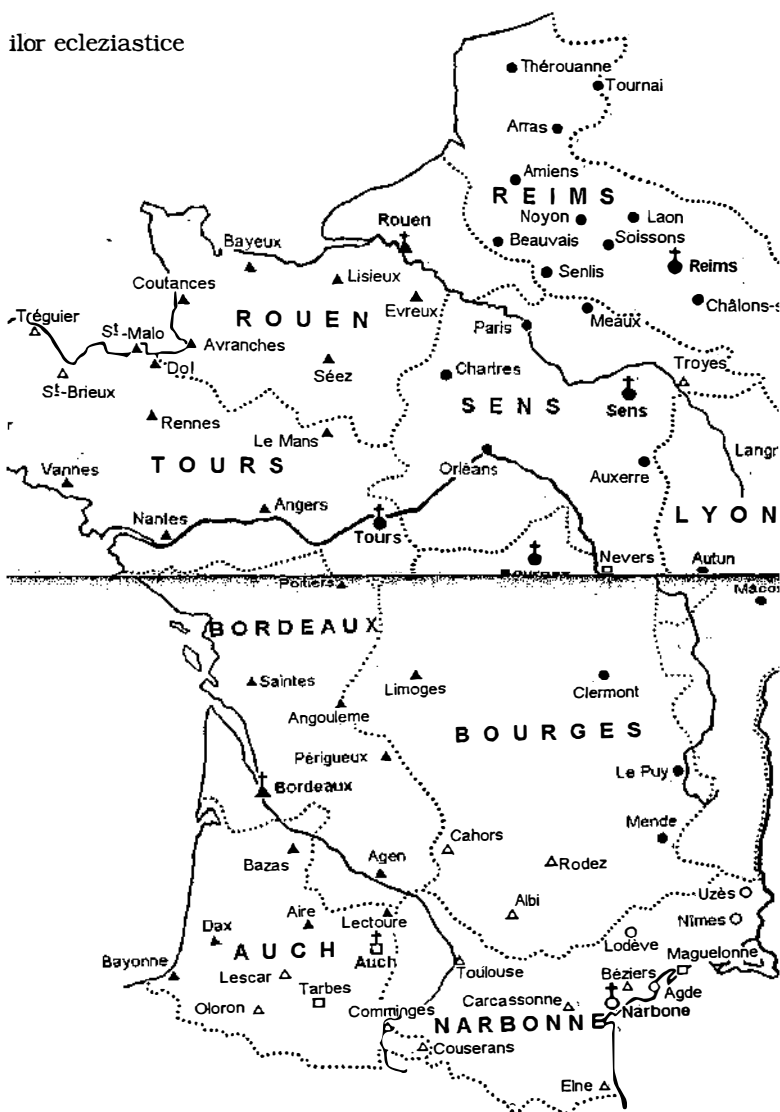 ilor ecleziastice
Thérouanne
Tournai
Arras
Amiens
REIMS
Noyon
Laon
Rouen
Beauvais
Soissons
Bayeux
Reims
Lisieux
Senlis
Coutances
Evreux
Châlons-s
Tréguier
ROUEN
Meaux
St-Malo
Paris
Avranches
Dol
Séez
Chartres
Troyes
St-Brieux
SENS
Sens
Rennes
Le Mans
r
TOURS
Orléans
Langr
Vannes
Auxerre
Angers
LYON
Nantes
Tours
Nevers
Autun
Poitiers
Mâco
BORDEAUX
Saintes
Limoges
Clermont
Angouleme
BOURGES
Périgueux
Le Puy
Bordeaux
Mende
Cahors
Bazas
Agen
Rodez
Uzès
Albi
Aire
Lectoure
Nîmes
Dax
Lodève
AUCH
Auch
Maguelonne
Bayonne
Toulouse
Lescar
Béziers
Tarbes
Carcassonne
Agde
Oloron
Comminges
Narbone
NARBONNE
Couserans
Elne